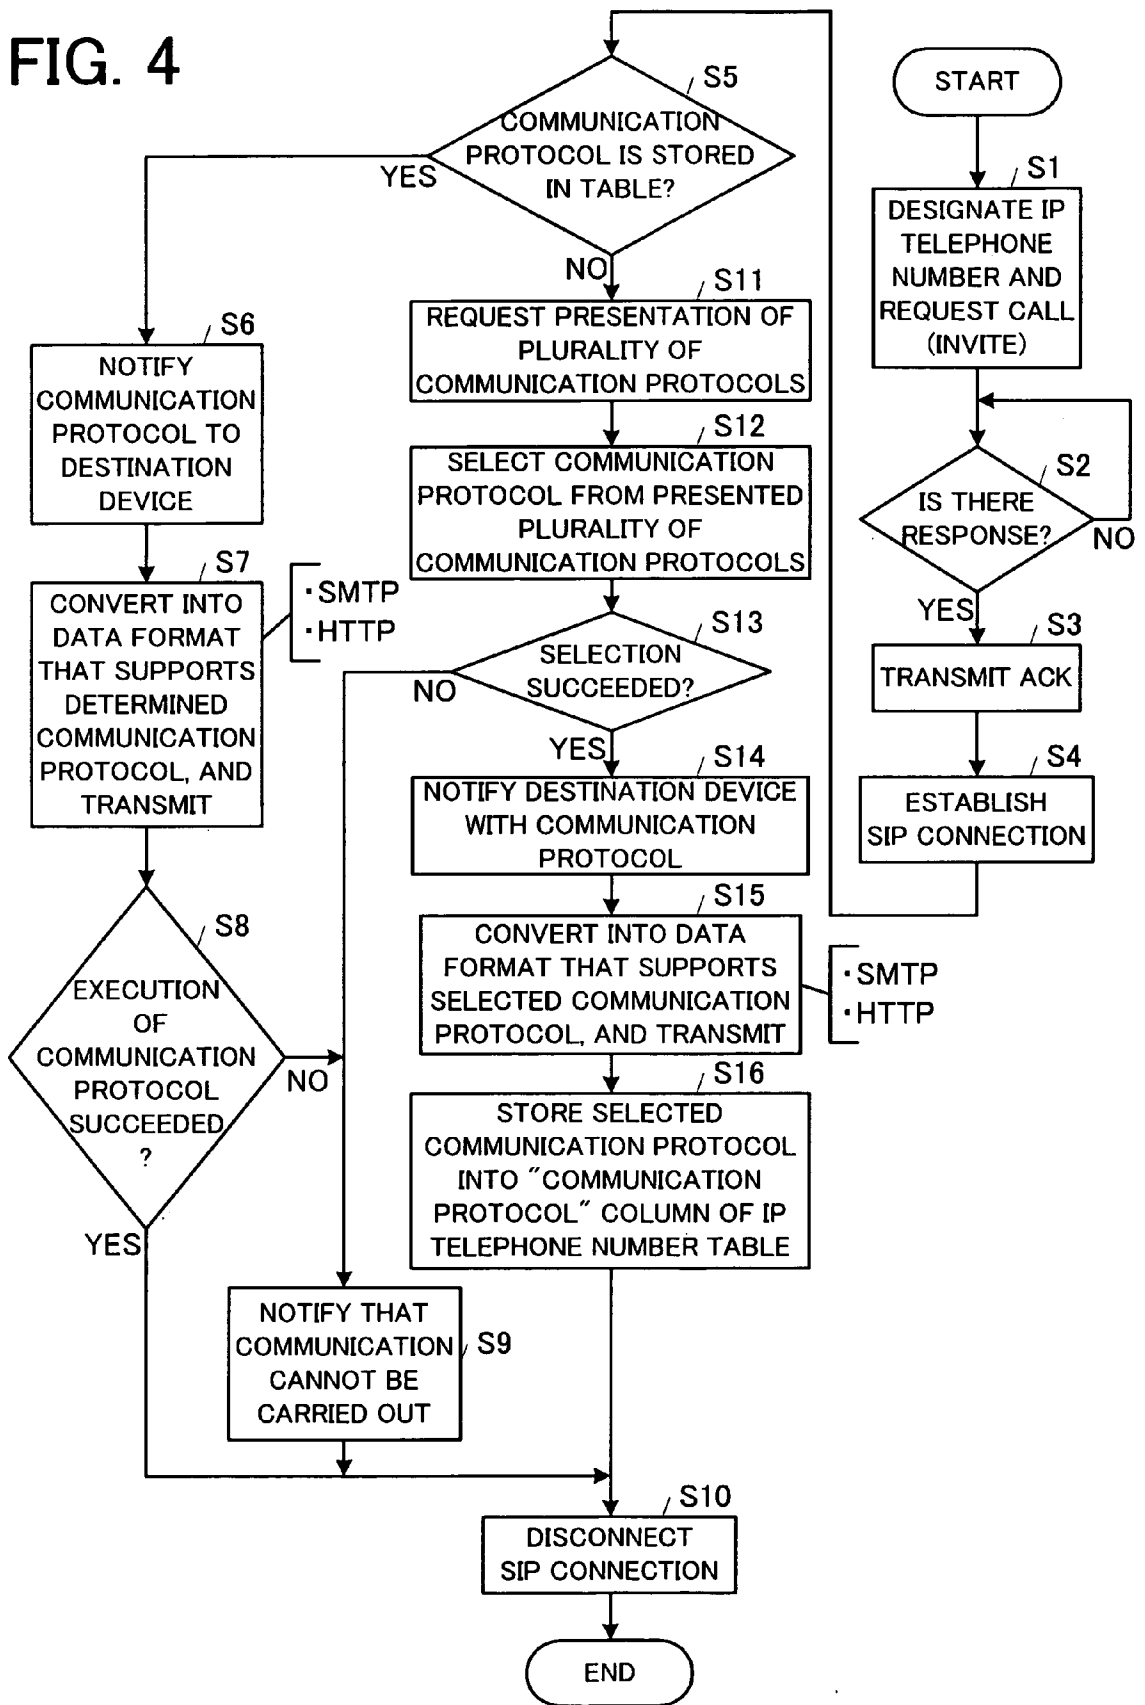 FIG. 4
START
S1
DESIGNATE IP
TELEPHONE
NUMBER AND
REQUEST CALL
(INVITE)
S2
IS THERE
RESPONSE?
NO
YES
S3
TRANSMIT ACK
S4
ESTABLISH
SIP CONNECTION
S5
COMMUNICATION
PROTOCOL IS STORED
IN TABLE?
YES
NO
S6
NOTIFY
COMMUNICATION
PROTOCOL TO
DESTINATION
DEVICE
S7
CONVERT INTO
DATA FORMAT
THAT SUPPORTS
DETERMINED
COMMUNICATION
PROTOCOL, AND
TRANSMIT
・SMTP
・HTTP
S8
EXECUTION
OF
COMMUNICATION
PROTOCOL
SUCCEEDED
?
NO
YES
S9
NOTIFY THAT
COMMUNICATION
CANNOT BE
CARRIED OUT
S11
REQUEST PRESENTATION OF
PLURALITY OF
COMMUNICATION PROTOCOLS
S12
SELECT COMMUNICATION
PROTOCOL FROM PRESENTED
PLURALITY OF
COMMUNICATION PROTOCOLS
S13
SELECTION
SUCCEEDED?
NO
YES
S14
NOTIFY DESTINATION DEVICE
WITH COMMUNICATION
PROTOCOL
S15
CONVERT INTO DATA
FORMAT THAT SUPPORTS
SELECTED COMMUNICATION
PROTOCOL, AND TRANSMIT
・SMTP
・HTTP
S16
STORE SELECTED
COMMUNICATION PROTOCOL
INTO "COMMUNICATION
PROTOCOL" COLUMN OF IP
TELEPHONE NUMBER TABLE
S10
DISCONNECT
SIP CONNECTION
END